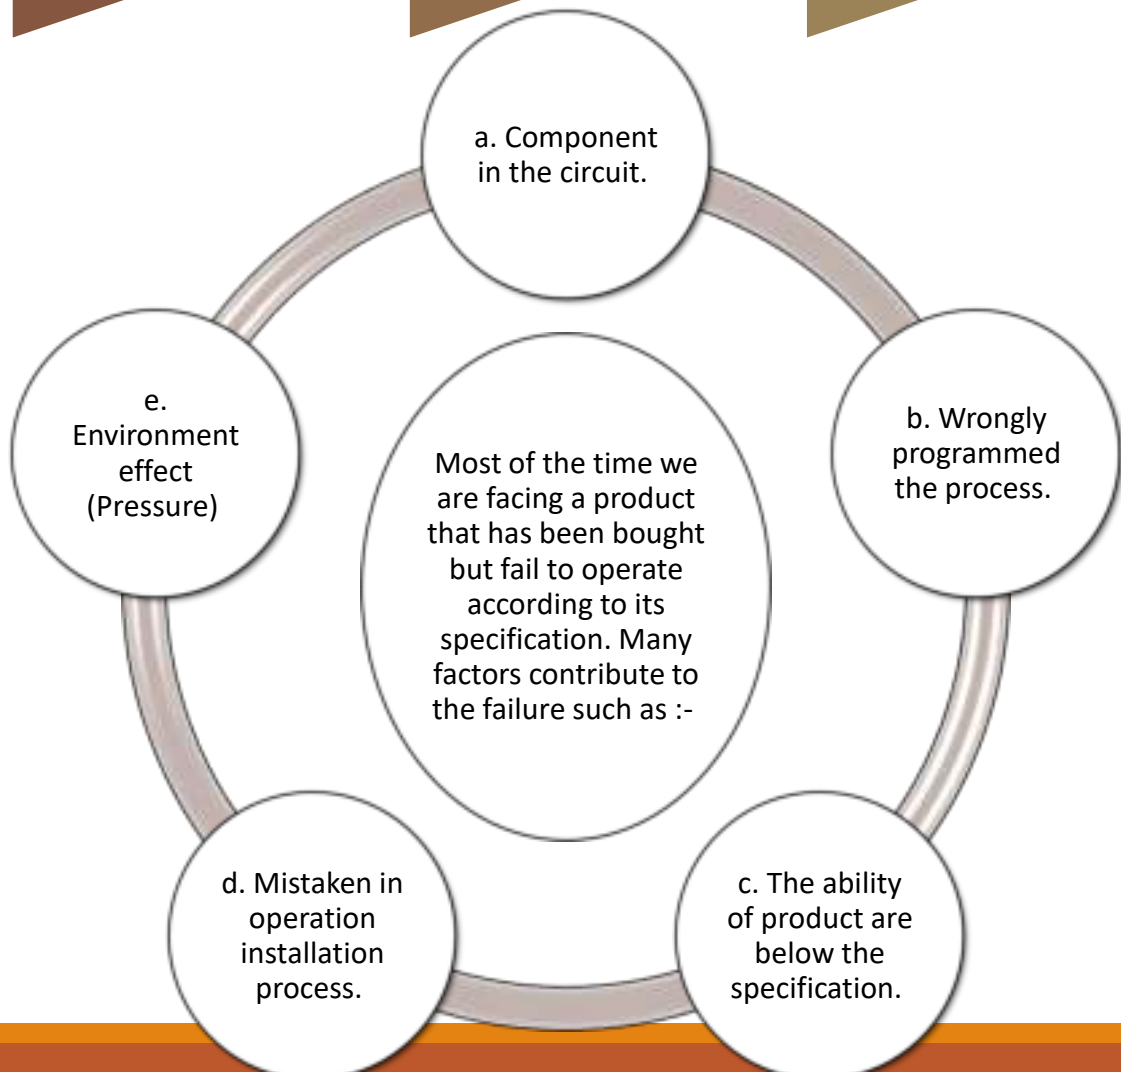 Most of the time we
are facing a product
that has been bought
but fail to operate
according to its
specification. Many
factors contribute to
the failure such as :-
a. Component
in the circuit.
b. Wrongly
programmed
the process.
c. The ability
of product are
below the
specification.
d. Mistaken in
operation
installation
process.
e.
Environment
effect
(Pressure)